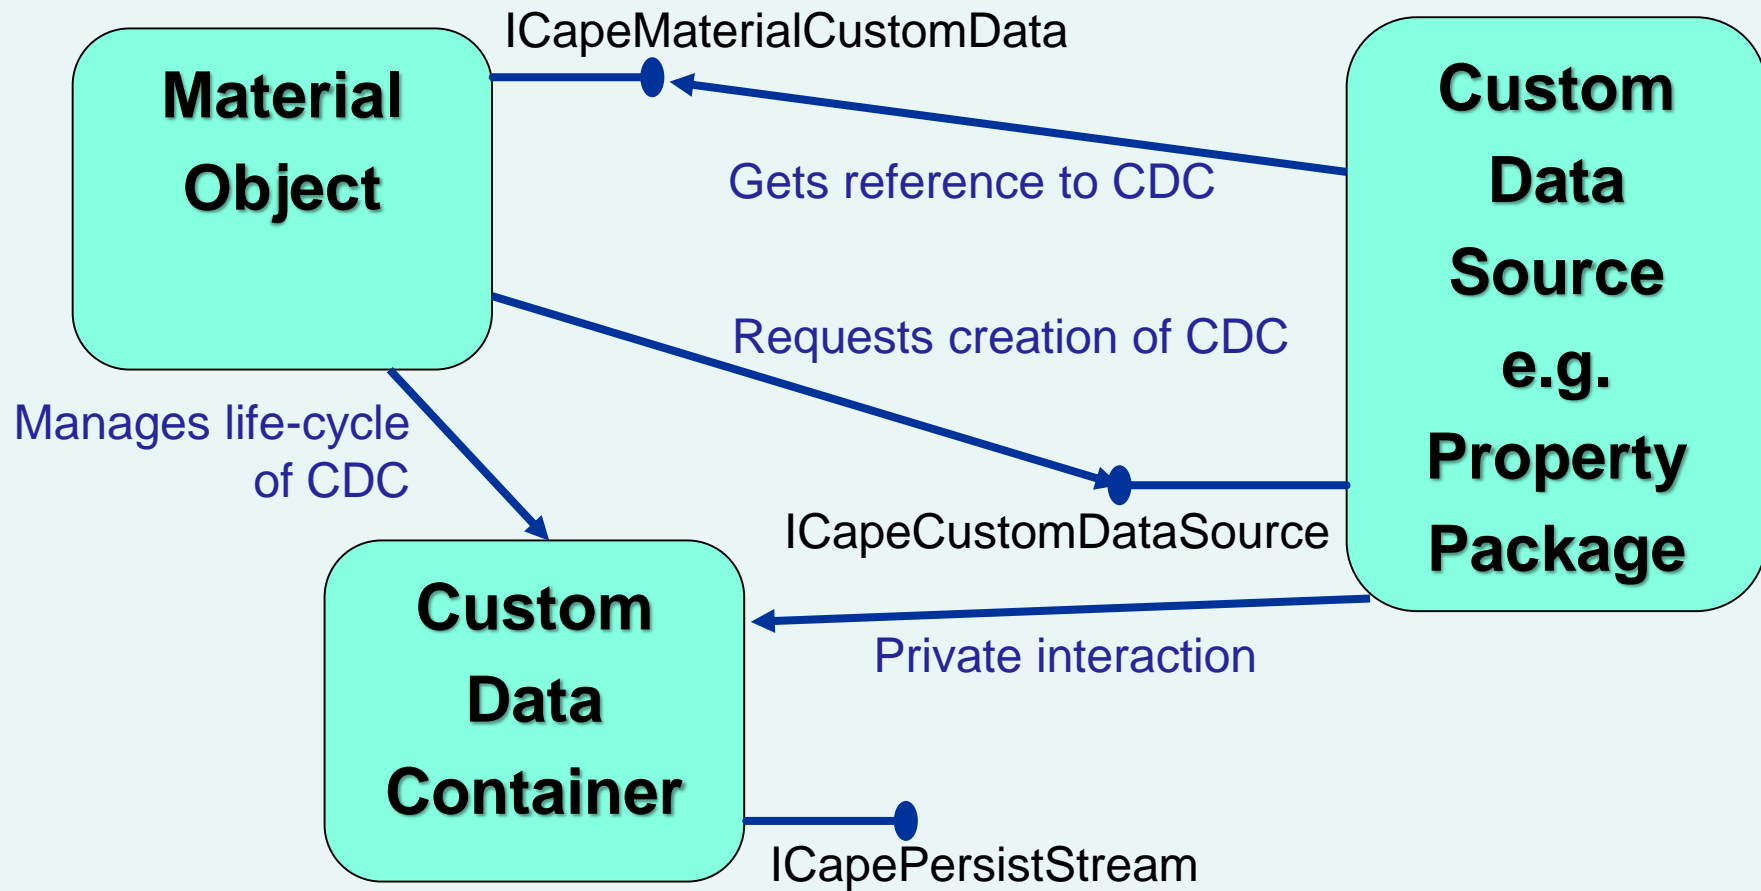 ICapeMaterialCustomData
Material
Object
Custom
Data
Source
e.g.
Property
Package
Gets reference to CDC
Requests creation of CDC
Manages life-cycle
of CDC
ICapeCustomDataSource
Custom
Data
Container
Private interaction
ICapePersistStream